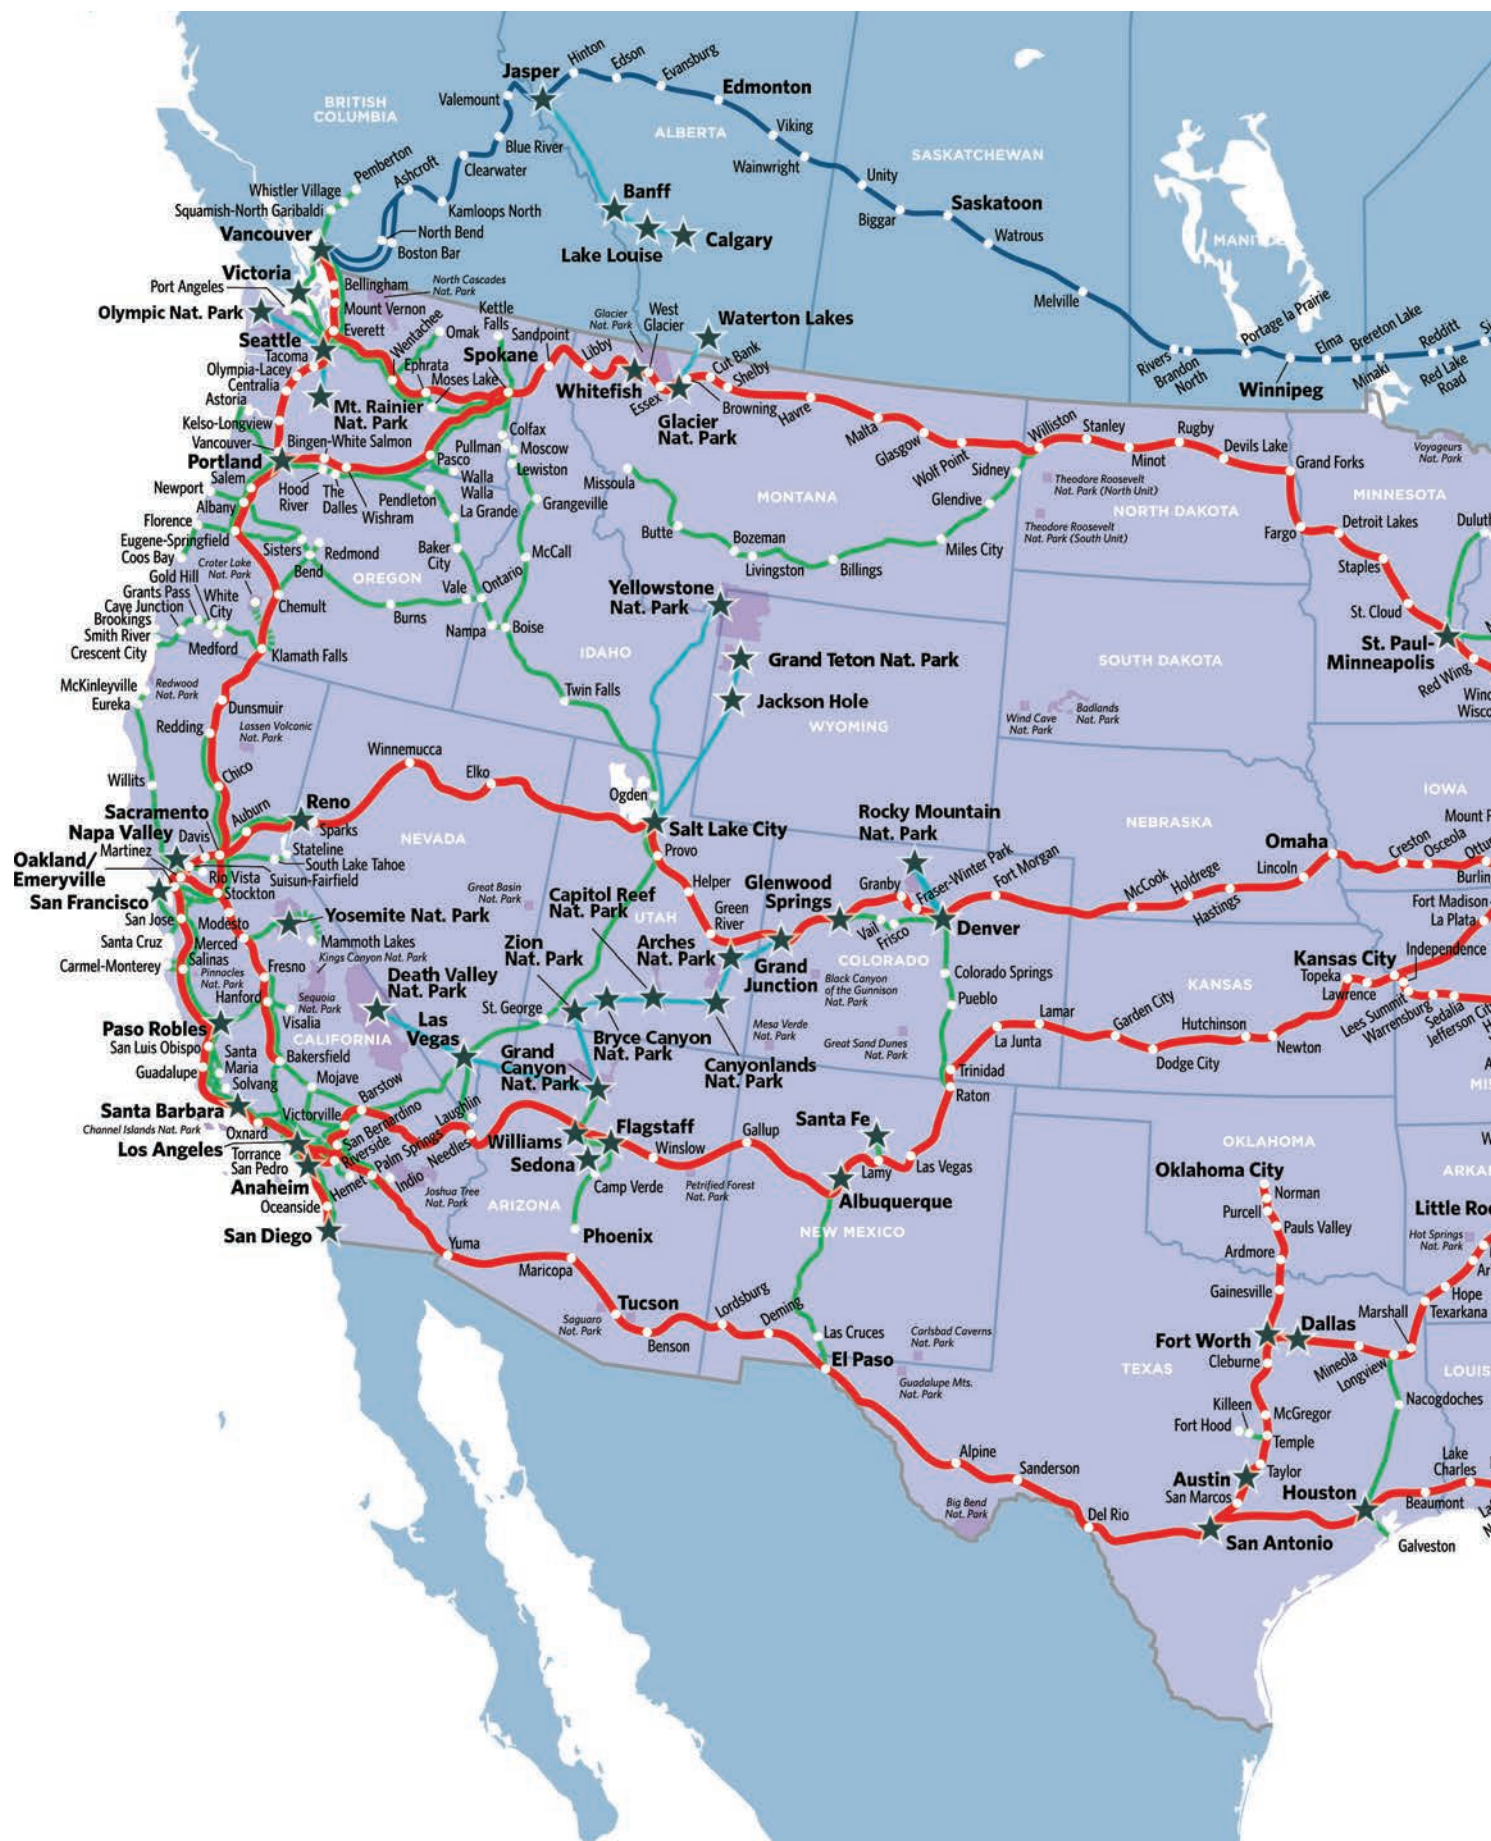 Hinton
Edson
Evansburg
Jasper
Edmonton
Valemount
BRITISH
COLUMBIA
ALBERTA
Viking
Blue River
Wainwright
SASKATCHEWAN
Clearwater
Pemberton
Ashcroft
Unity
Whistler Village
Banff
Saskatoon
Squamish-North Garibaldi
Kamloops North
Biggar
Vancouver
North Bend
Calgary
Watrous
Boston Bar
Lake Louise
Victoria
Port Angeles
Bellingham
North Cascades
Nat. Park
Melville
Olympic Nat. Park
Mount Vernon
Kettle
Falls
Glacier
Nat. Park
West
Glacier
Waterton Lakes
Portage la Prairie
Everett
Wentachee
Omak
Sandpoint
Libby
Seattle
Tacoma
Spokane
Cut Bank
Shelby
Elma
Brereton Lake
Redditt
Olympia-Lacey
Ephrata
Moses Lake
Whitefish
Essex
Browning
Rivers
Brandon
North
Winnipeg
Minaki
Red Lake
Road
Centralia
Astoria
Mt. Rainier
Nat. Park
Glacier
Nat. Park
Havre
Kelso-Longview
Colfax
Malta
Williston
Stanley
Rugby
Vancouver
Bingen-White Salmon
Pullman
Moscow
Glasgow
Devils Lake
Voyageurs
Nat. Park
Portland
Pasco
Lewiston
Wolf Point
Sidney
Minot
Grand Forks
Salem
Walla
Walla
Missoula
Theodore Roosevelt
Nat. Park (North Unit)
Newport
Hood
River
The
Dalles
Pendleton
Grangeville
MONTANA
Glendive
MINNESOTA
Albany
Wishram
La Grande
NORTH DAKOTA
Florence
Theodore Roosevelt
Nat. Park (South Unit)
Fargo
Detroit Lakes
Eugene-Springfield
Butte
Bozeman
Coos Bay
Sisters
Redmond
Baker
City
McCall
Livingston
Billings
Miles City
Staples
Crater Lake
Nat. Park
Bend
Gold Hill
OREGON
Grants Pass
White
City
Vale
Ontario
Yellowstone
Nat. Park
Cave Junction
Chemult
Burns
St. Cloud
Brookings
Smith River
Nampa
Boise
Crescent City
Medford
Klamath Falls
IDAHO
Grand Teton Nat. Park
SOUTH DAKOTA
St. Paul-
Minneapolis
Red Wing
McKinleyville
Redwood
Nat. Park
Twin Falls
Eureka
Dunsmuir
Jackson Hole
Wind Cave
Nat. Park
Badlands
Nat. Park
Redding
Lassen Volcanic
Nat. Park
WYOMING
Winnemucca
Willits
Chico
Elko
Ogden
IOWA
Sacramento
Auburn
Reno
Rocky Mountain
Nat. Park
Napa Valley
Davis
Sparks
NEVADA
Salt Lake City
NEBRASKA
Omaha
Creston
Osceola
Martinez
Stateline
Provo
Oakland/
Emeryville
South Lake Tahoe
Fraser-Winter Park
Fort Morgan
Lincoln
Rio Vista
Suisun-Fairfield
Helper
Glenwood
Springs
Granby
McCook
Holdrege
San Francisco
Stockton
Great Basin
Nat. Park
Capitol Reef
Nat. Park
Hastings
Fort Madison
San Jose
Modesto
Yosemite Nat. Park
UTAH
Green
River
Vail
Frisco
Denver
La Plata
Santa Cruz
Merced
Mammoth Lakes
Zion
Nat. Park
Arches
Nat. Park
Independence
Carmel-Monterey
Salinas
Kings Canyon Nat. Park
Grand
Junction
COLORADO
Kansas City
Pinnacles
Nat. Park
Fresno
Death Valley
Nat. Park
Black Canyon
of the Gunnison
Nat. Park
Colorado Springs
KANSAS
Topeka
Lawrence
Hanford
Sequoia
Nat. Park
St. George
Pueblo
Lees Summit
Warrensburg
Sedalia
Jefferson City
Paso Robles
Visalia
Las
Vegas
Bryce Canyon
Nat. Park
Mesa Verde
Nat. Park
Great Sand Dunes
Nat. Park
Lamar
Garden City
Hutchinson
San Luis Obispo
CALIFORNIA
Grand
Canyon
Nat. Park
Canyonlands
Nat. Park
La Junta
Newton
Guadalupe
Santa
Maria
Bakersfield
Trinidad
Dodge City
Solvang
Mojave
Barstow
Raton
Santa Barbara
Victorville
San Bernardino
Laughlin
Santa Fe
Channel Islands Nat. Park
Oxnard
Williams
Flagstaff
Gallup
OKLAHOMA
Los Angeles
Torrance
Riverside
Palm Springs
Needles
Winslow
San Pedro
Sedona
Lamy
Las Vegas
Oklahoma City
Anaheim
Hemet
Indio
Joshua Tree
Nat. Park
Camp Verde
Petrified Forest
Nat. Park
Albuquerque
Norman
Oceanside
ARIZONA
Purcell
San Diego
Phoenix
NEW MEXICO
Pauls Valley
Yuma
Ardmore
Hot Springs
Nat. Park
Maricopa
Gainesville
Hope
Tucson
Lordsburg
Deming
Marshall
Texarkana
Saguaro
Nat. Park
Las Cruces
Carlsbad Caverns
Nat. Park
Fort Worth
Dallas
Benson
El Paso
Cleburne
Mineola
Longview
Guadalupe Mts.
Nat. Park
TEXAS
Killeen
Nacogdoches
Fort Hood
McGregor
Temple
Alpine
Lake
Charles
Sanderson
Austin
Taylor
San Marcos
Houston
Beaumont
Big Bend
Nat. Park
Del Rio
San Antonio
Galveston